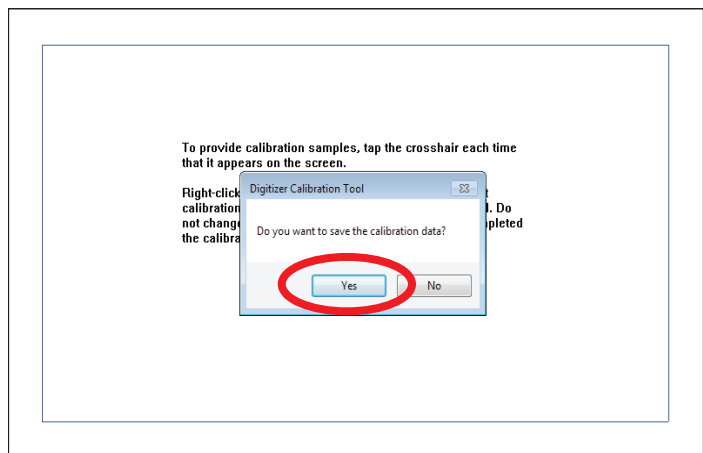 To provide calibration samples, tap the crosshair each time
that it appears on the screen.
Right-click
calibration l. Do
not change pleted
the calibra
Digitizer Calibration Tool
Do you want to save the calibration data?
Yes No